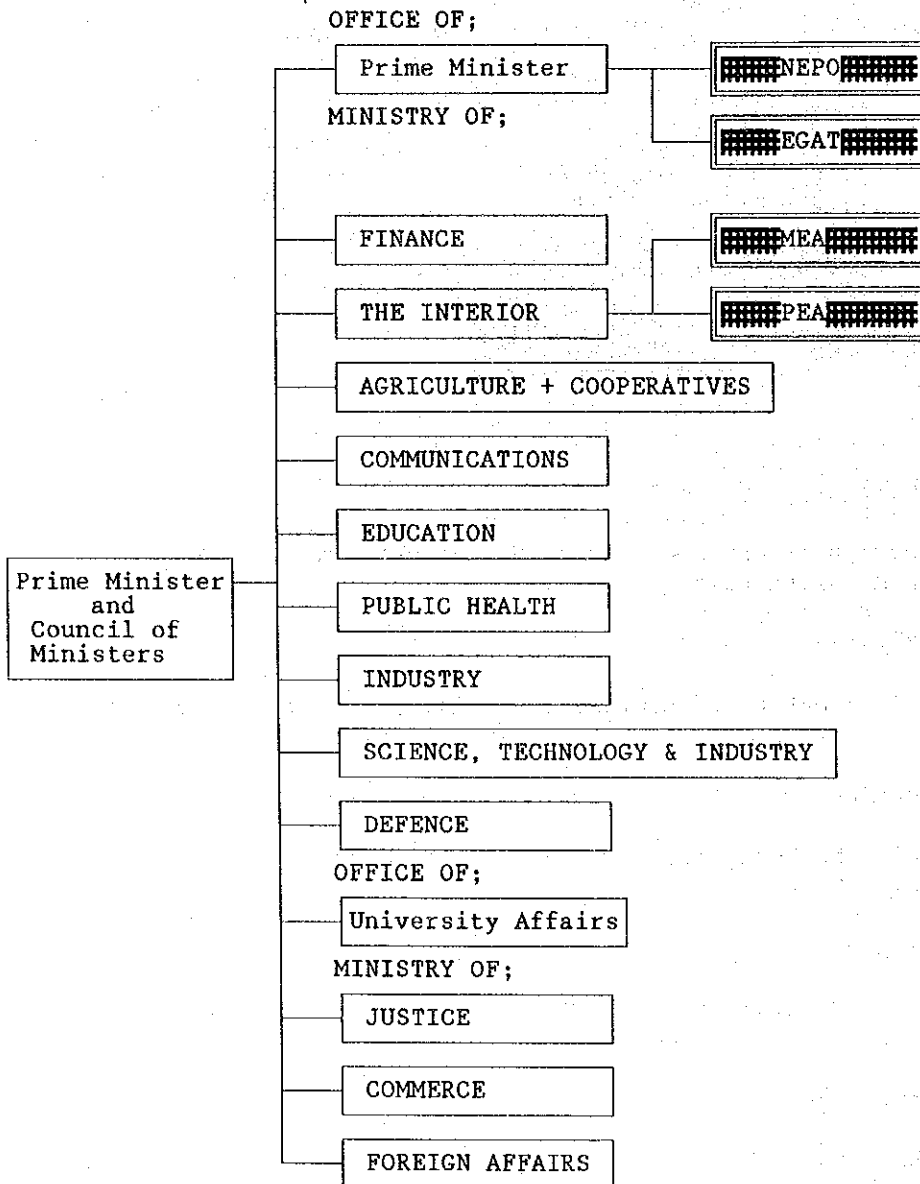 OFFICE OF;
Prime Minister
NEPO
MINISTRY OF;
EGAT
FINANCE
MEA
THE INTERIOR
PEA
AGRICULTURE + COOPERATIVES
COMMUNICATIONS
EDUCATION
Prime Minister
and
Council of
Ministers
PUBLIC HEALTH
INDUSTRY
SCIENCE, TECHNOLOGY & INDUSTRY
DEFENCE
OFFICE OF;
University Affairs
MINISTRY OF;
JUSTICE
COMMERCE
FOREIGN AFFAIRS